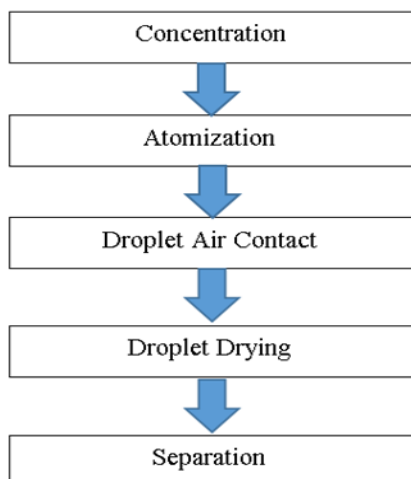 Concentration
Atomization
Droplet Air Contact
Droplet Drying
Separation